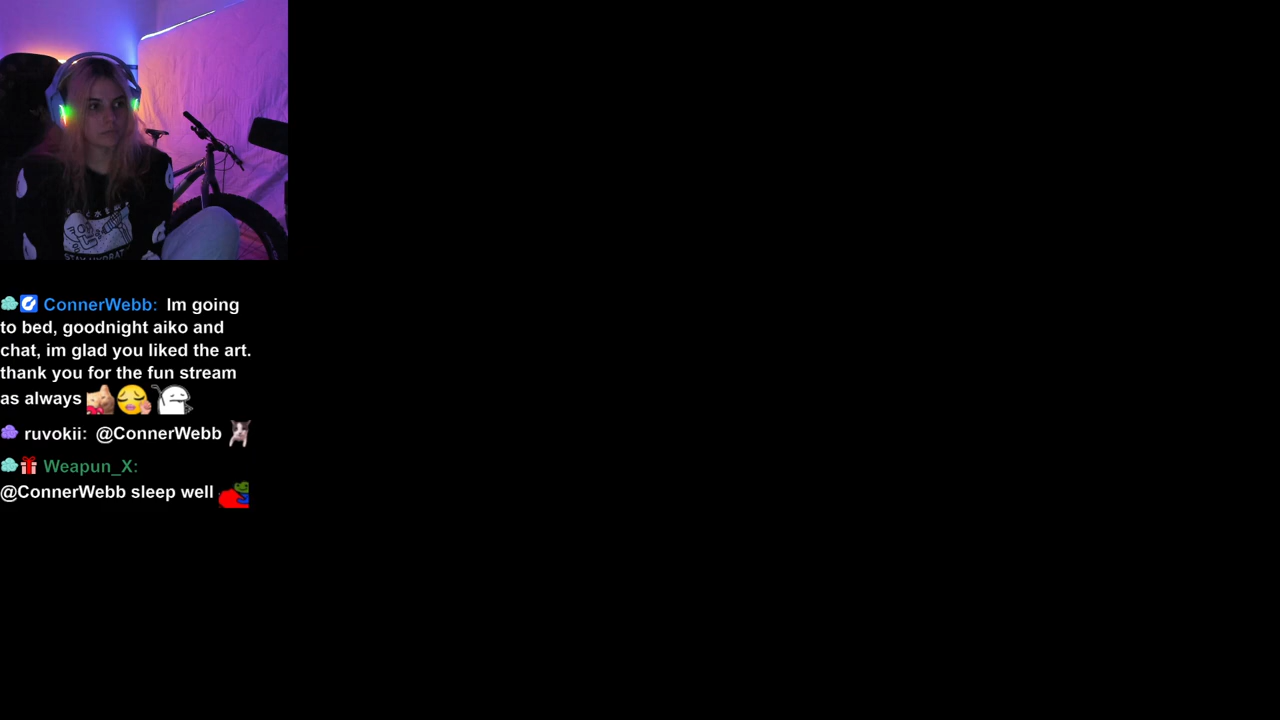 ConnerWebb: Im going
to bed, goodnight aiko and
chat, im glad you liked the art.
thank you for the fun stream
as always
ruvokii: @ConnerWebb
Weapun_X:
@ConnerWebb sleep well